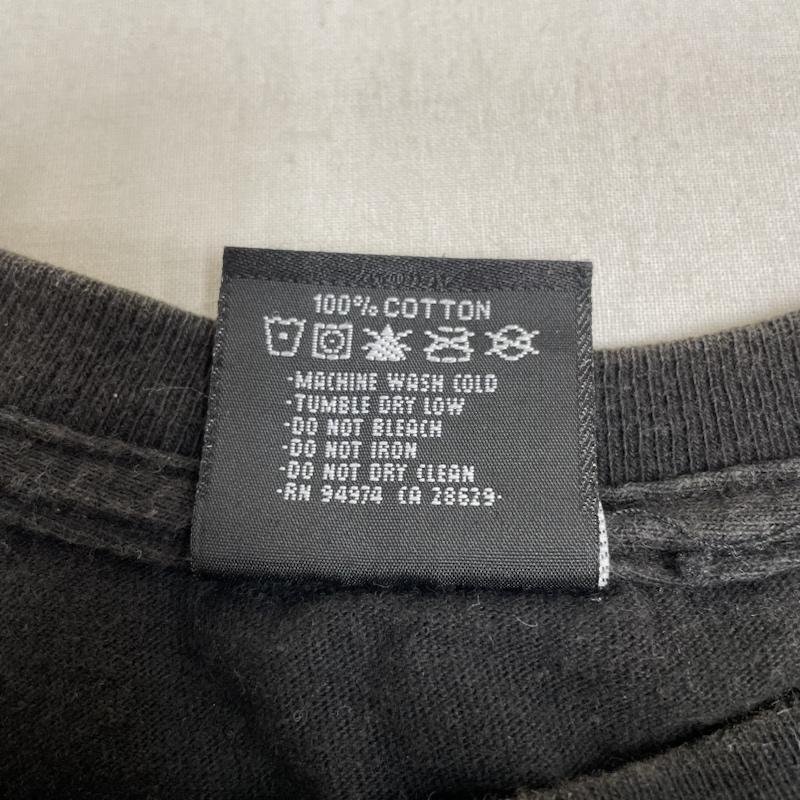 100% COTTON
-MACHINE WASH COLD
-TUMBLE DRY LOW
-DO NOT BLEACH
-DO NOT IRON
-DO NOT DRY CLEAN
-RN 94974 CA 28629-